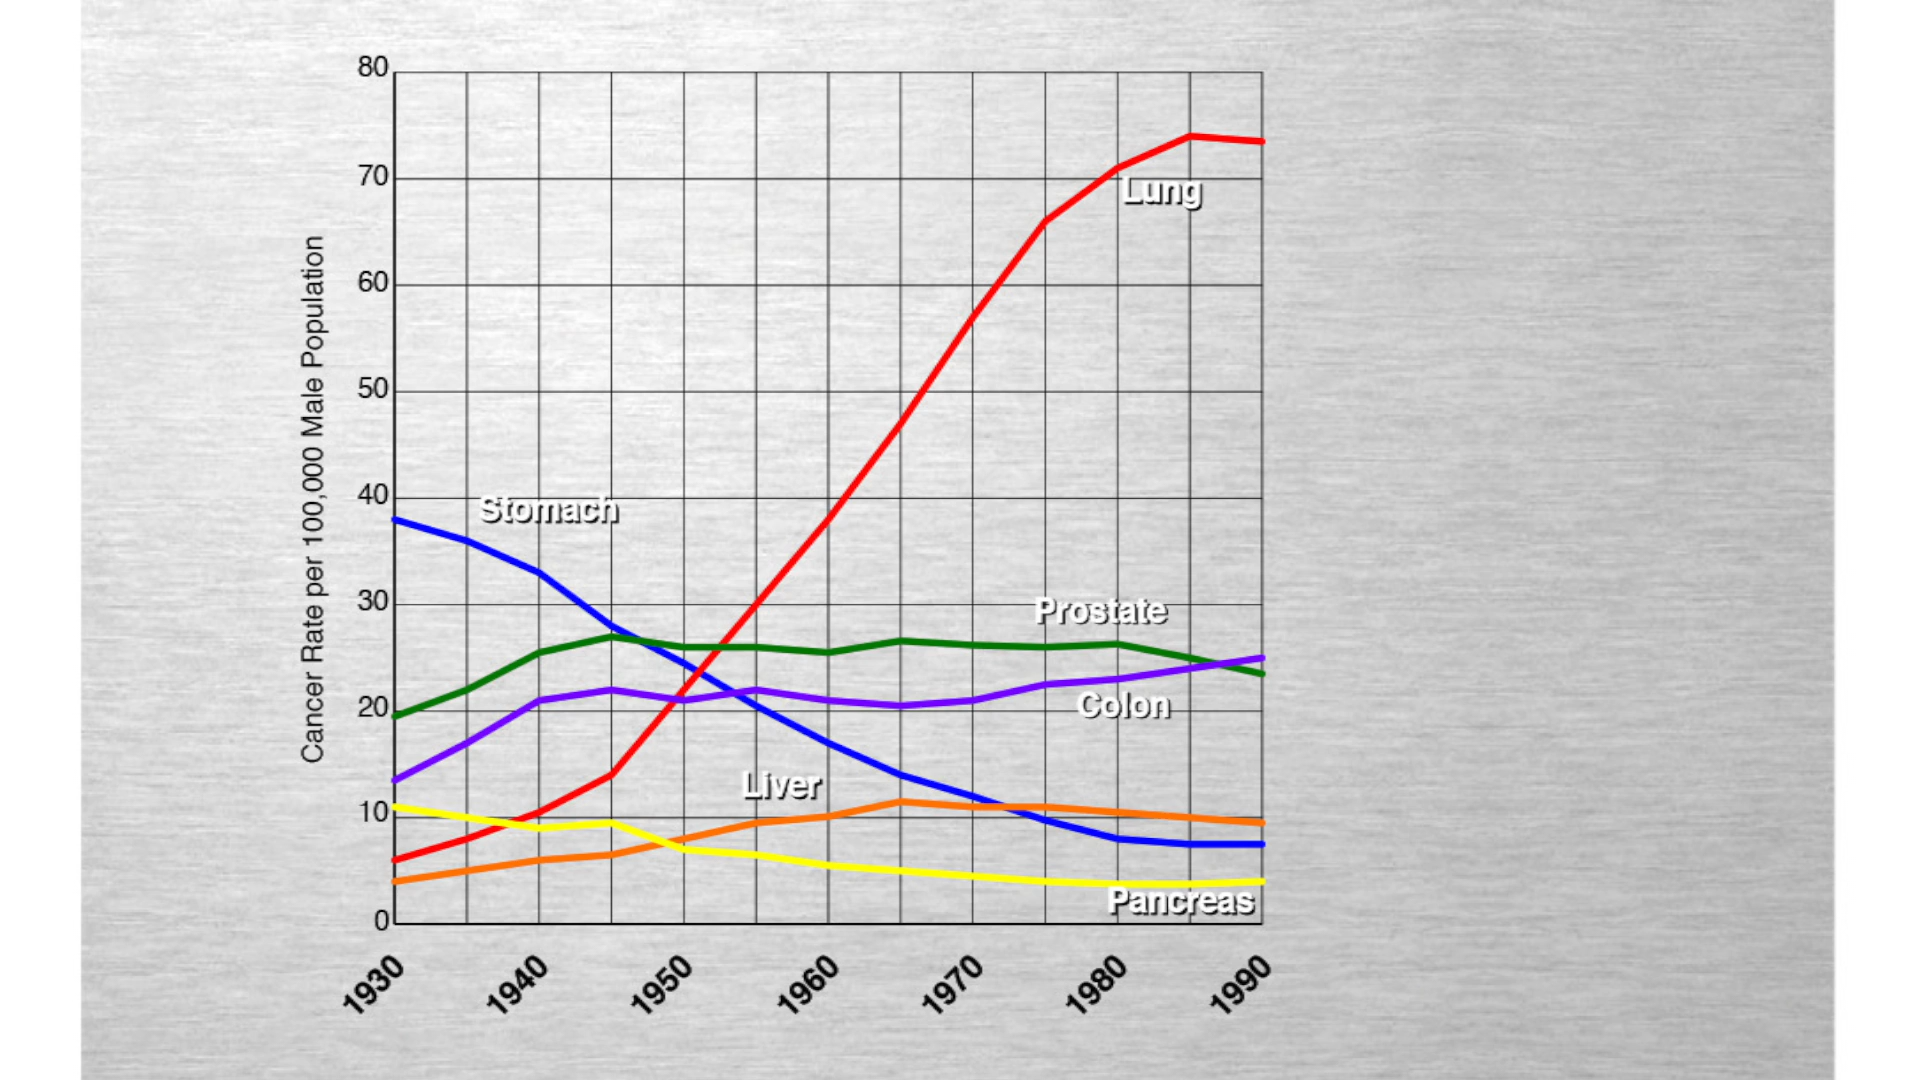 80
70
60
50
40
30
20
10
0
Cancer Rate per 100,000 Male Population
Lung
Stomach
Prostate
Colon
Liver
Pancreas
1930
1940
1950
1960
1970
1980
1990